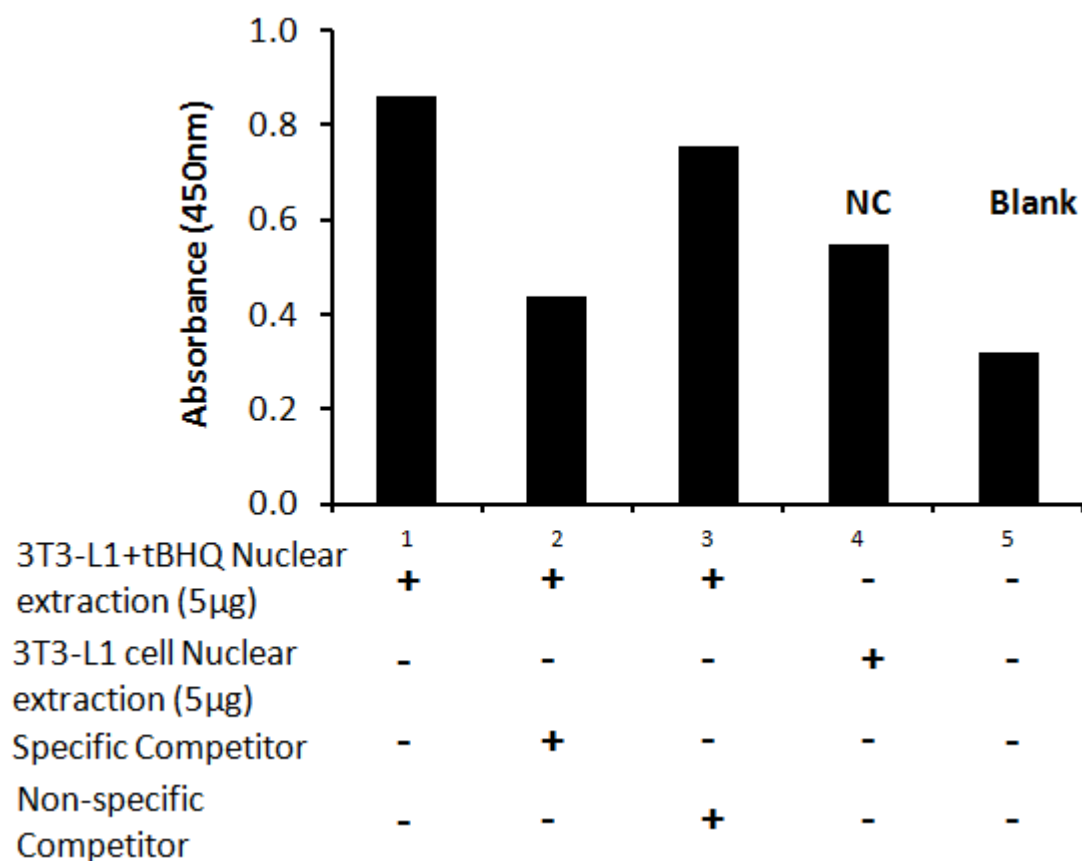 1.0
0.8
0.6
0.4
0.2
0.0
Absorbance (450nm)
NC Blank
1 2 3 4 5
3T3-L1+tBHQ Nuclear
extraction (5µg)
+ + + - -
3T3-L1 cell Nuclear
extraction (5µg)
- - - + -
Specific Competitor - + - - -
Non-specific
Competitor
- - + - -